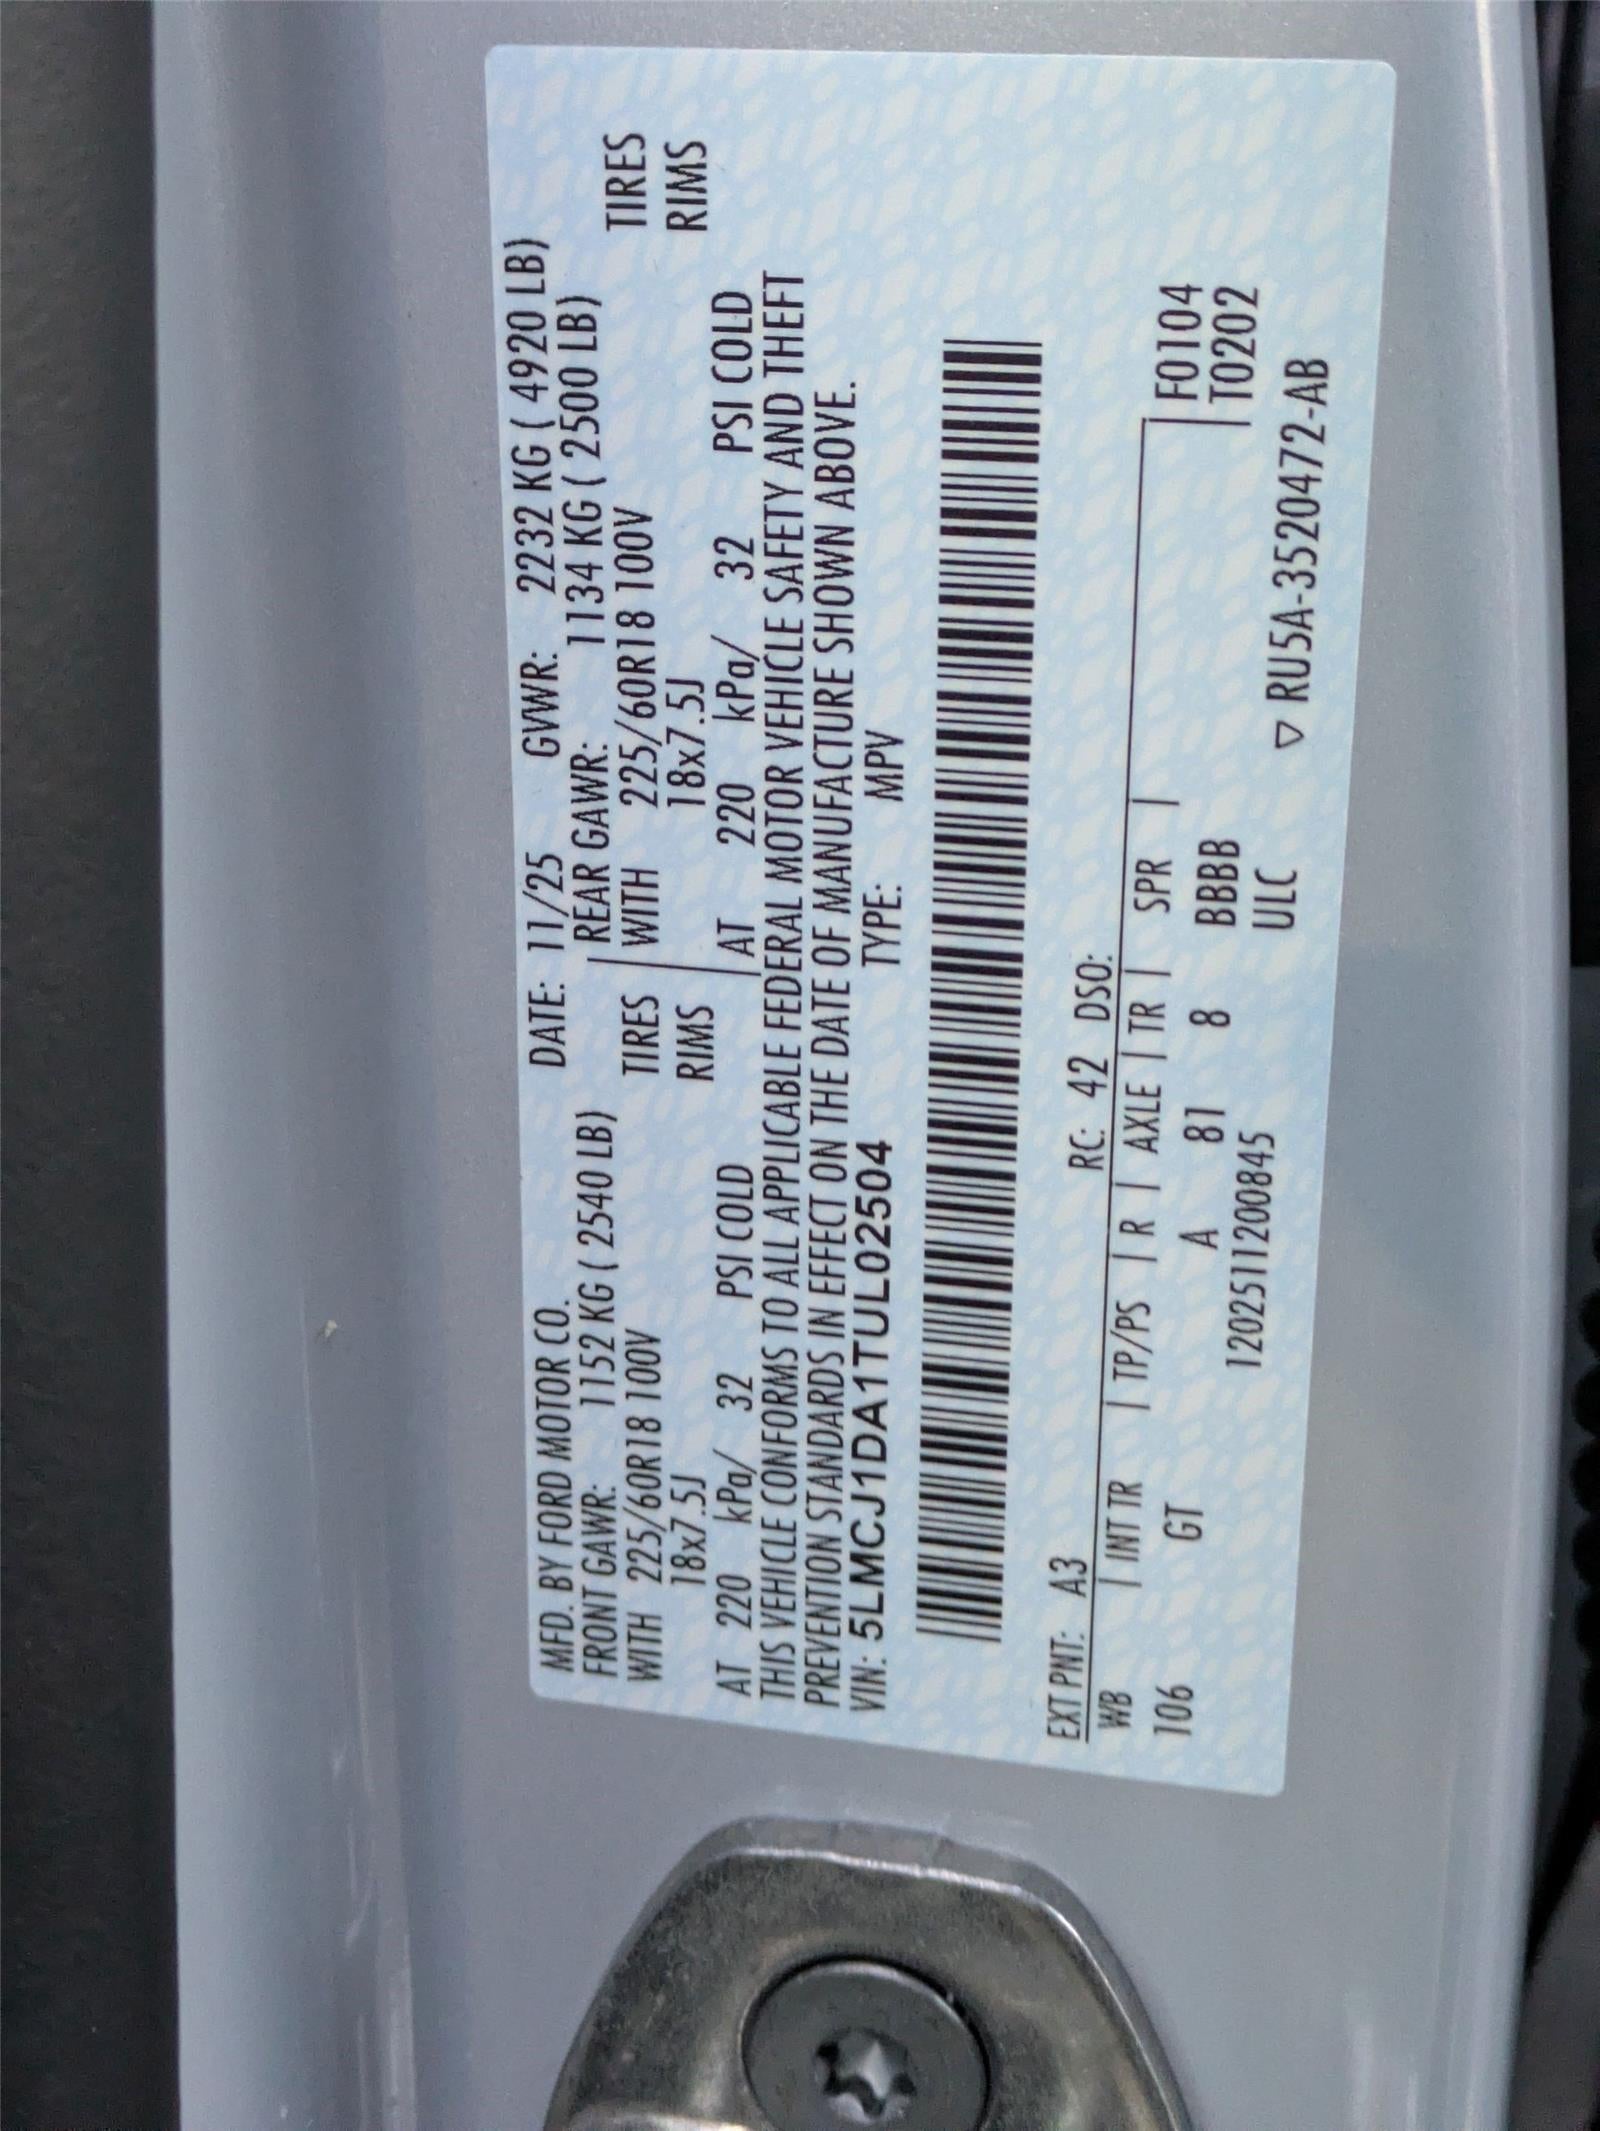 MFD. BY FORD MOTOR CO. DATE: 11/25 GVWR: 2232 KG ( 4920 LB)
FRONT GAWR: 1152 KG ( 2540 LB) REAR GAWR: 1134 KG ( 2500 LB)
WITH 225/60R18 100V TIRES WITH 225/60R18 100V TIRES
18x7.5J RIMS 18x7.5J RIMS
AT 220 kPa/ 32 PSI COLD AT 220 kPa/ 32 PSI COLD
THIS VEHICLE CONFORMS TO ALL APPLICABLE FEDERAL MOTOR VEHICLE SAFETY AND THEFT
PREVENTION STANDARDS IN EFFECT ON THE DATE OF MANUFACTURE SHOWN ABOVE.
VIN: 5LMCJ1DA1TUL02504 TYPE: MPV
EXT PNT: A3 RC: 42 DSO:
WB | INT TR | TP/PS | R | AXLE | TR | SPR | F0104
106 GT A 81 8 BBBB T0202
1202511200845 ULC
▽ RU5A-3520472-AB